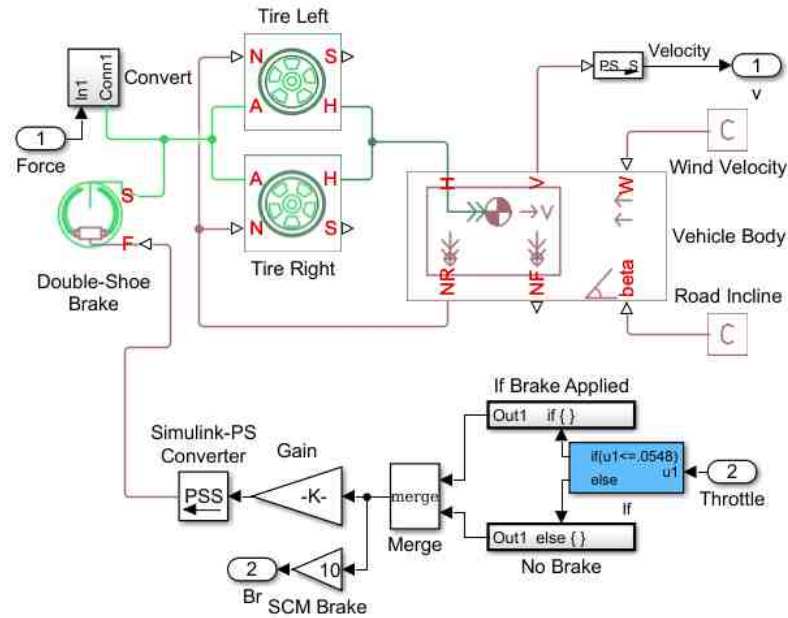 Tire Left
N
S
A
H
In1
Conn1
Convert
1
Force
A
H
N
S
Tire Right
S
F
Double-Shoe
Brake
PS S
Velocity
1
v
C
Wind Velocity
H
V
W
V
NR
NF
beta
Vehicle Body
Road Incline
C
If Brake Applied
Out1 if { }
if(u1<=.0548)
u1
else
If
2
Throttle
Out1 else { }
No Brake
merge
Merge
Gain
-K-
Simulink-PS
Converter
PSS
10
SCM Brake
2
Br